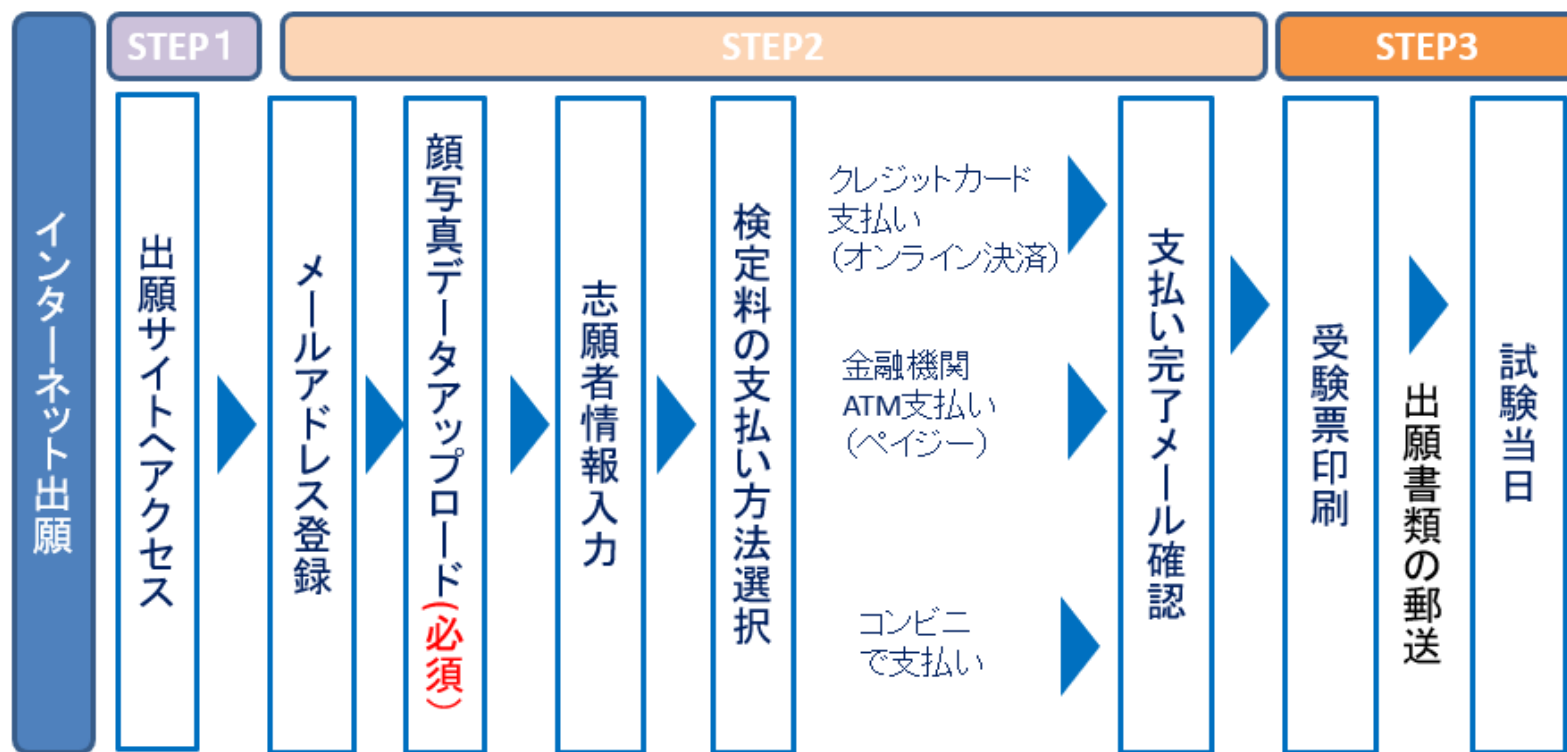 STEP1
STEP2
STEP3
インターネット出願
出願サイトへアクセス
メールアドレス登録
顔写真データアップロード(必須)
志願者情報入力
検定料の支払い方法選択
クレジットカード
支払い
(オンライン決済)
金融機関
ATM支払い
(ペイジー)
コンビニ
で支払い
支払い完了メール確認
受験票印刷
出願書類の郵送
試験当日